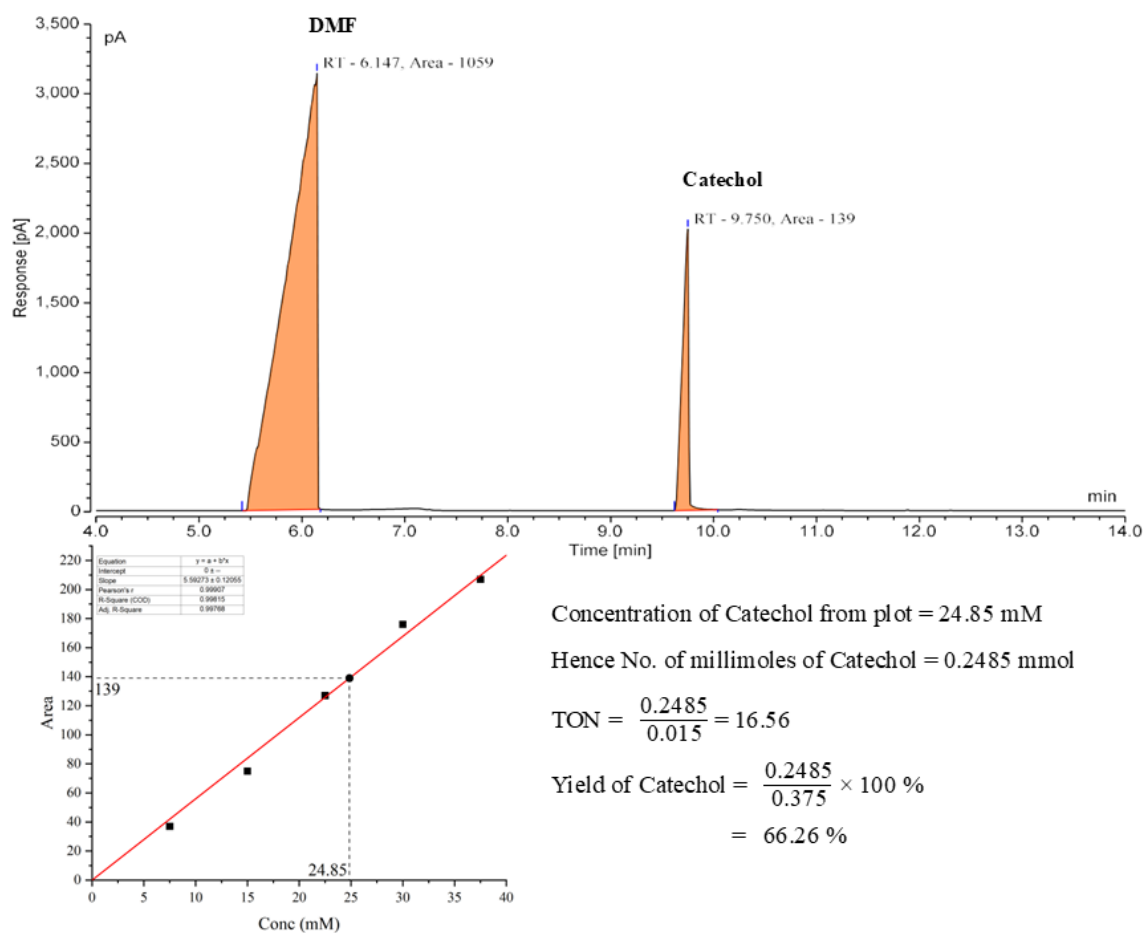 DMF
3,500
pA
RT - 6.147, Area - 1059
3,000
2,500
Catechol
RT - 9.750, Area - 139
2,000
Response [pA]
1,500
1,000
500
min
0
4.0 5.0 6.0 7.0 8.0 9.0 10.0 11.0 12.0 13.0 14.0
Time [min]
Equation y = a + b*x
Intercept 0 ± --
Slope 5.59273 ± 0.12055
Pearson's r 0.99907
R-Square (COD) 0.99815
Adj. R-Square 0.99768
220
200
180
160
140
139
120
Area
100
80
60
40
20
24.85
0
0 5 10 15 20 25 30 35 40
Conc (mM)
Concentration of Catechol from plot = 24.85 mM
Hence No. of millimoles of Catechol = 0.2485 mmol
TON = 0.2485 / 0.015 = 16.56
Yield of Catechol = 0.2485 / 0.375 × 100 %
= 66.26 %